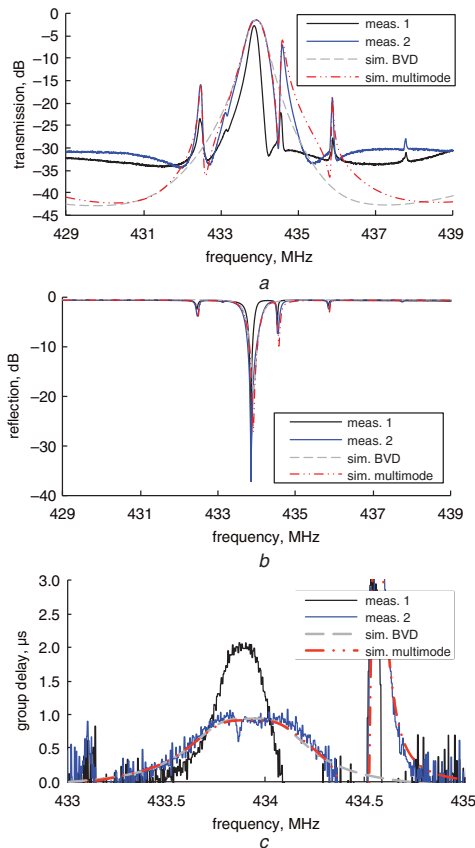 0
−5
−10
−15
−20
−25
−30
−35
−40
−45
transmission, dB
meas. 1
meas. 2
sim. BVD
sim. multimode
429 431 432 434 436 437 439
frequency, MHz
a
0
−10
−20
−30
−40
reflection, dB
meas. 1
meas. 2
sim. BVD
sim. multimode
429 431 433 434 435 437 439
frequency, MHz
b
3.0
2.5
2.0
1.5
1.0
0.5
0.0
group delay, µs
meas. 1
meas. 2
sim. BVD
sim. multimode
433 433.5 434 434.5 435
frequency, MHz
c